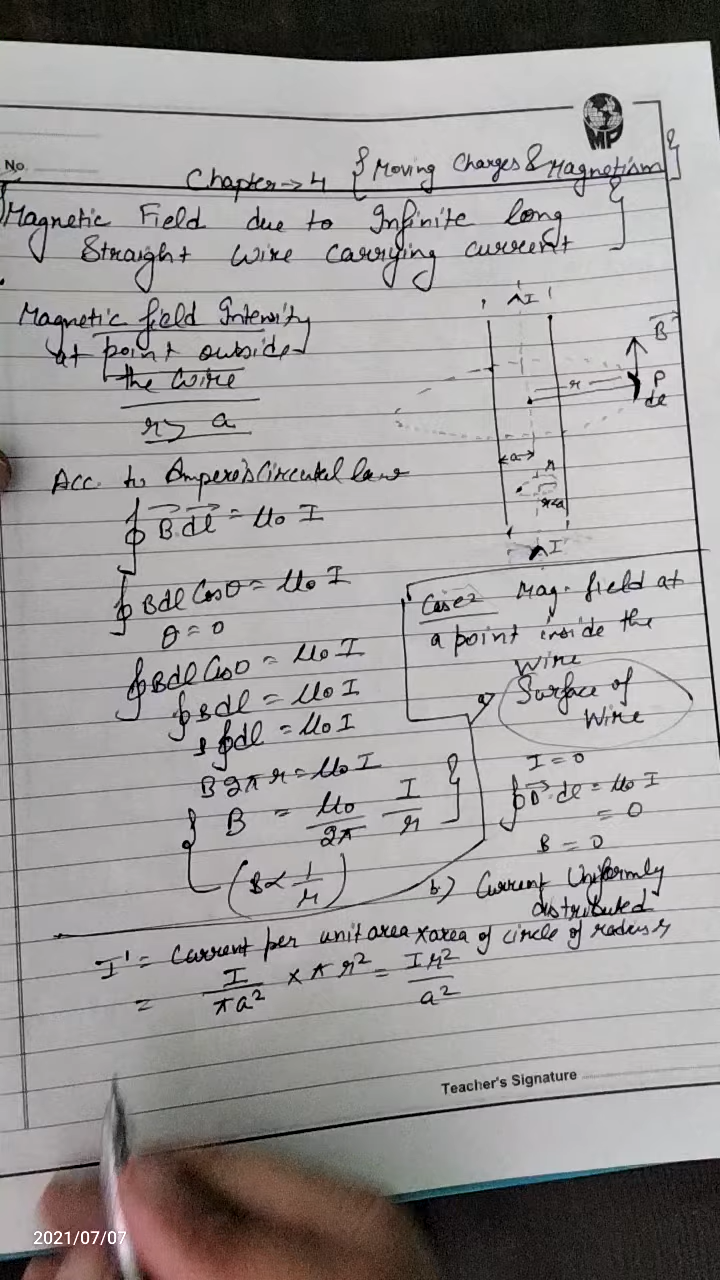 MP
No.
Chapter → 4 { Moving Charges & Magnetism }
Magnetic Field due to Infinite long
Straight Wire Carrying current
Magnetic field Intensity
at point outside
the wire
r > a
I
B
r
P
dl
a
r
r<a
I
Acc. to Ampere's Circuital law
∮ B⃗.dl⃗ = μ₀ I
∮ Bdl Cosθ = μ₀ I
θ = 0
∮ Bdl Cos0 = μ₀ I
∮ Bdl = μ₀ I
B ∮dl = μ₀ I
B 2π r = μ₀ I
{ B = μ₀/2π I/r }
(B ∝ 1/r)
Case 2 Mag. field at
a point inside the
wire
a) Surface of
Wire
I = 0
∮ B⃗.dl = μ₀ I
= 0
B = 0
b.) Current Uniformly
distributed
I' = Current per unit area × area of circle of radius r
= I/πa² × π r² = Ir²/a²
Teacher's Signature
2021/07/07